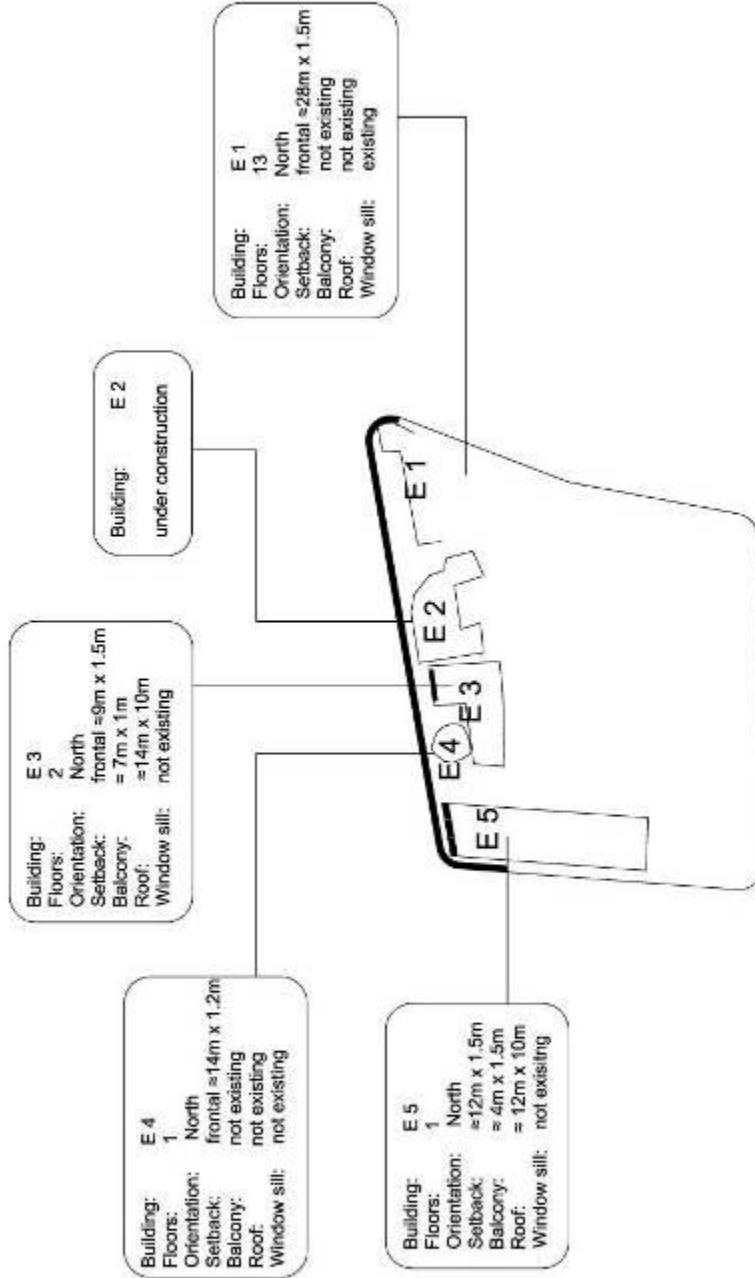 Building: E 4
Floors: 1
Orientation: North
Setback: frontal ≈14m x 1.2m
Balcony: not existing
Roof: not existing
Window sill: not existing
Building: E 3
Floors: 2
Orientation: North
Setback: frontal ≈9m x 1.5m
Balcony: = 7m x 1m
Roof: ≈14m x 10m
Window sill: not existing
Building: E 2
under construction
Building: E 1
Floors: 13
Orientation: North
Setback: frontal ≈28m x 1.5m
Balcony: not existing
Roof: not existing
Window sill: existing
Building: E 5
Floors: 1
Orientation: North
Setback: ≈12m x 1.5m
Balcony: ≈ 4m x 1.5m
Roof: = 12m x 10m
Window sill: not exisitng
E 5
E 4
E 3
E 2
E 1